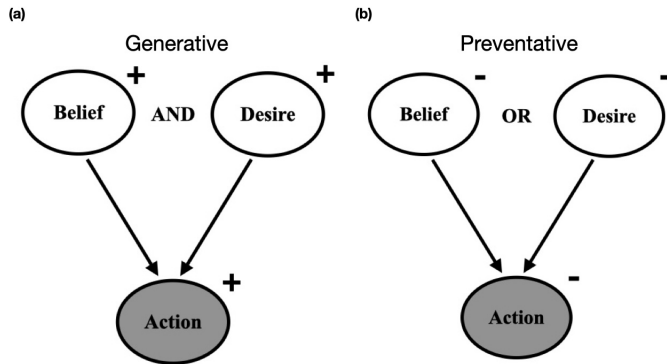 (a)
Generative
+ +
Belief AND Desire
+
Action
(b)
Preventative
- -
Belief OR Desire
-
Action